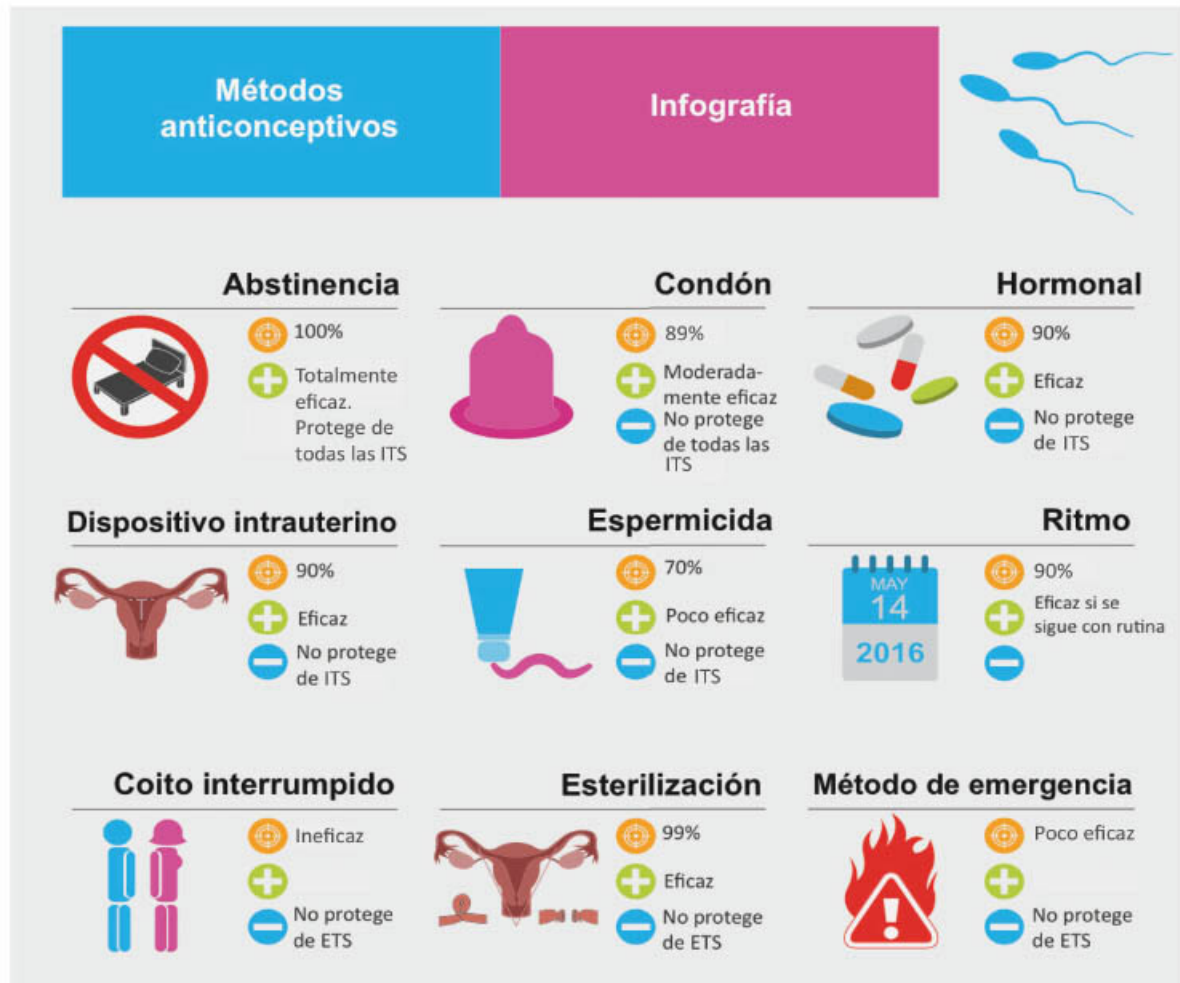 Métodos
anticonceptivos
Infografía
Abstinencia
100%
Totalmente
eficaz.
Protege de
todas las ITS
Condón
89%
Moderada-
mente eficaz
No protege
de todas las
ITS
Hormonal
90%
Eficaz
No protege
de ITS
Dispositivo intrauterino
90%
Eficaz
No protege
de ITS
Espermicida
70%
Poco eficaz
No protege
de ITS
Ritmo
MAY
14
2016
90%
Eficaz si se
sigue con rutina
Coito interrumpido
Ineficaz
No protege
de ETS
Esterilización
99%
Eficaz
No protege
de ETS
Método de emergencia
Poco eficaz
No protege
de ETS